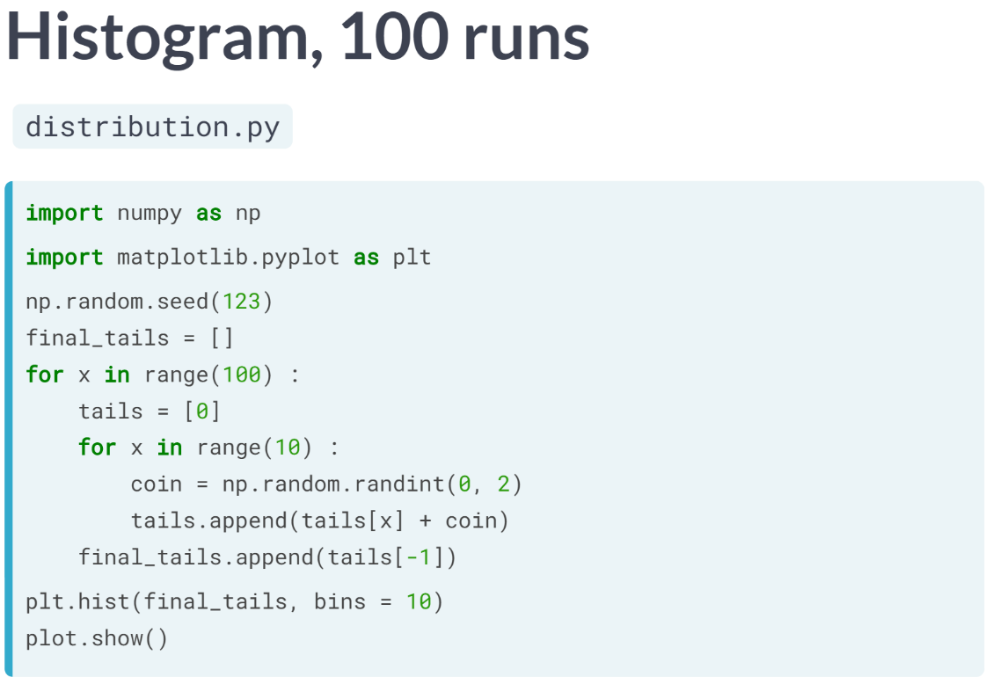 Histogram, 100 runs
distribution.py
import numpy as np
import matplotlib.pyplot as plt
np.random.seed(123)
final_tails = []
for x in range(100) :
    tails = [0]
    for x in range(10) :
        coin = np.random.randint(0, 2)
        tails.append(tails[x] + coin)
    final_tails.append(tails[-1])
plt.hist(final_tails, bins = 10)
plot.show()